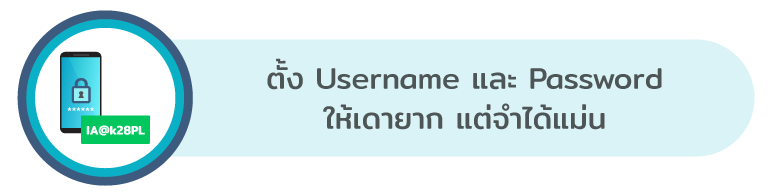 ตั้ง Username และ Password
ให้เดายาก แต่จำได้แม่น
******
IA@k28PL